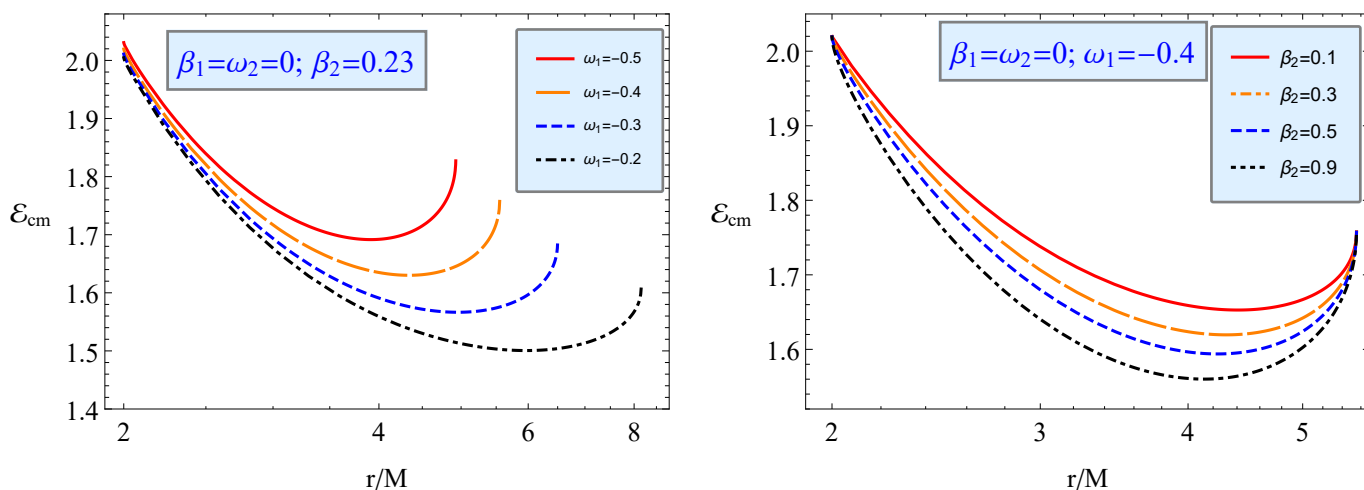 β₁=ω₂=0; β₂=0.23
ω₁=−0.5
ω₁=−0.4
ω₁=−0.3
ω₁=−0.2
2.0
1.9
1.8
1.7
1.6
1.5
1.4
ℰcm
2 4 6 8
r/M
β₁=ω₂=0; ω₁=−0.4
β₂=0.1
β₂=0.3
β₂=0.5
β₂=0.9
2.0
1.9
1.8
1.7
1.6
ℰcm
2 3 4 5
r/M